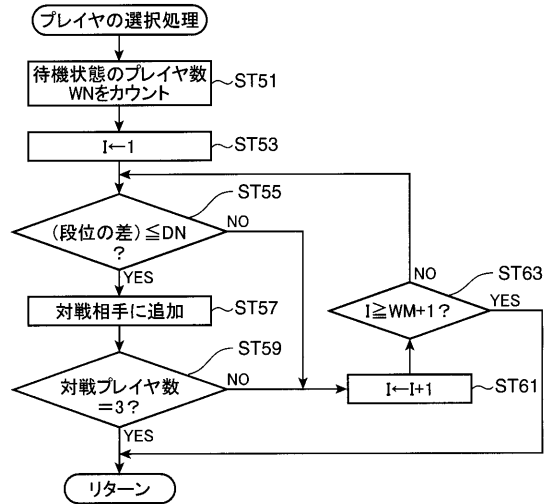 プレイヤの選択処理
待機状態のプレイヤ数
WNをカウント
ST51
I←1
ST53
ST55
(段位の差)≦DN
?
NO
YES
対戦相手に追加
ST57
ST59
対戦プレイヤ数
=3?
NO
YES
リターン
NO
ST63
I≧WM+1?
YES
I←I+1
ST61